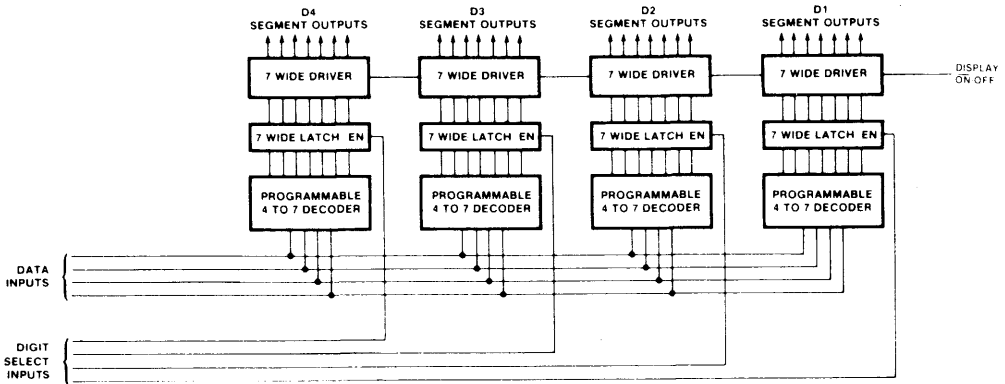 D4
SEGMENT OUTPUTS
D3
SEGMENT OUTPUTS
D2
SEGMENT OUTPUTS
D1
SEGMENT OUTPUTS
7 WIDE DRIVER
7 WIDE DRIVER
7 WIDE DRIVER
7 WIDE DRIVER
DISPLAY
ON OFF
7 WIDE LATCH EN
7 WIDE LATCH EN
7 WIDE LATCH EN
7 WIDE LATCH EN
PROGRAMMABLE
4 TO 7 DECODER
PROGRAMMABLE
4 TO 7 DECODER
PROGRAMMABLE
4 TO 7 DECODER
PROGRAMMABLE
4 TO 7 DECODER
DATA
INPUTS
DIGIT
SELECT
INPUTS